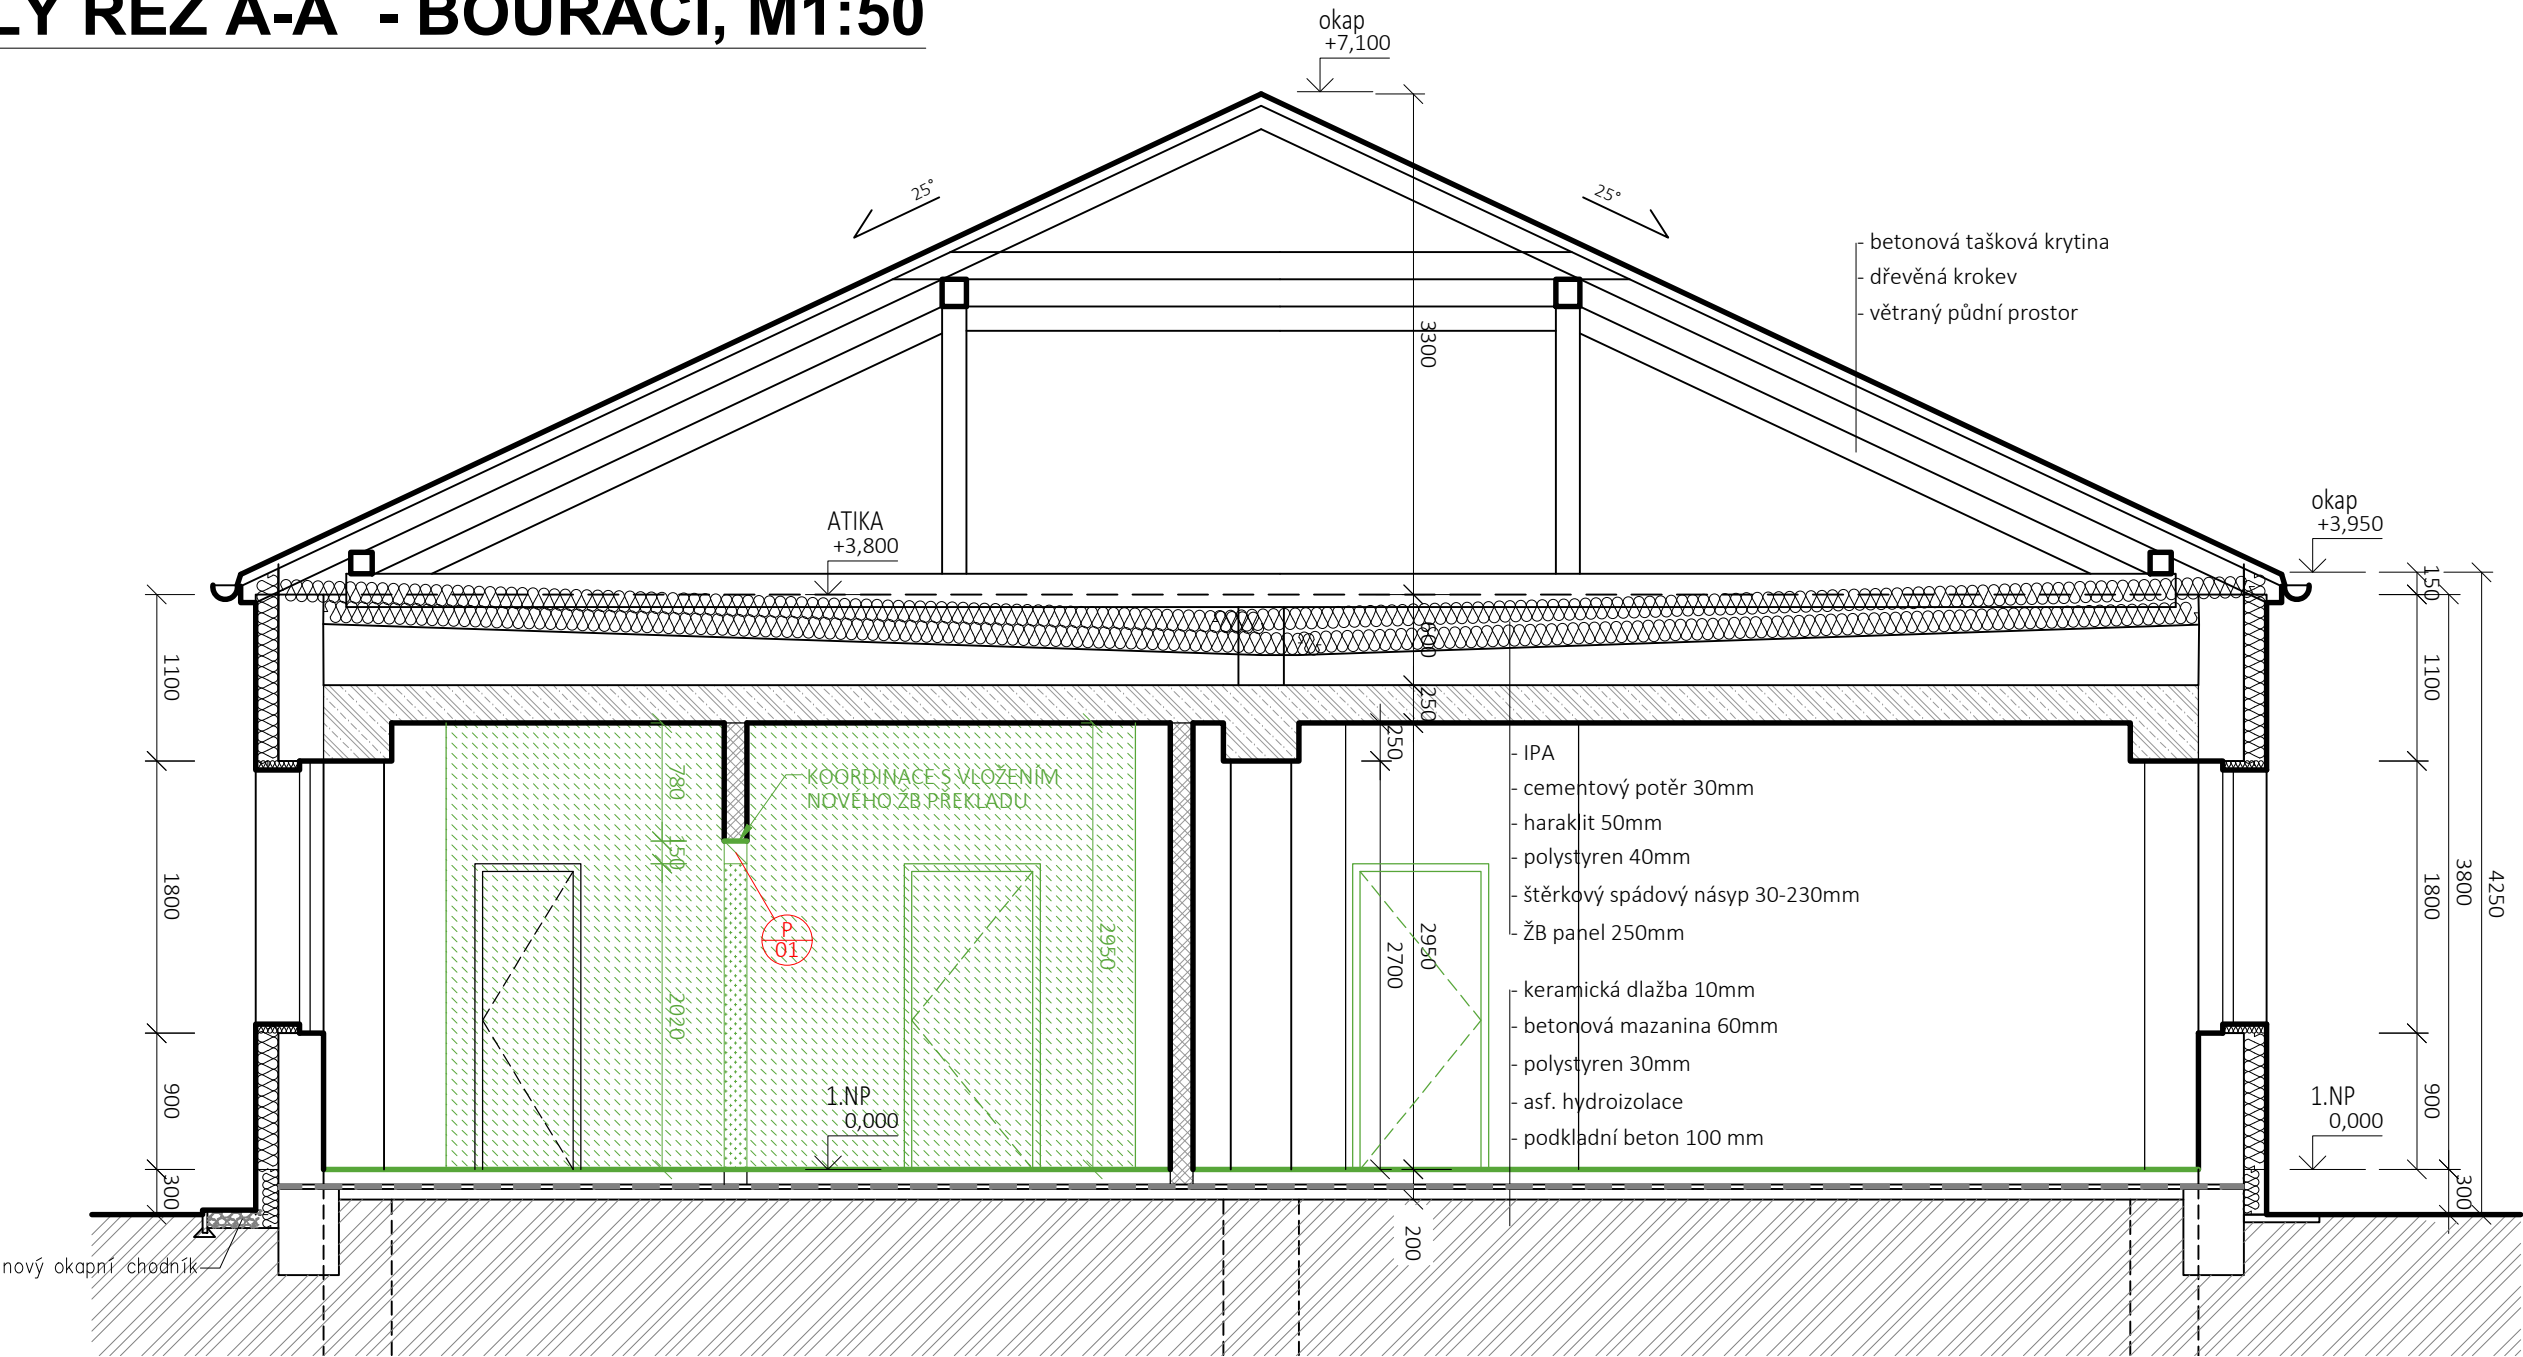 LÝ ŘEZ A-A´ - BOURACÍ, M1:50
okap
+7,100
25°
25°
- betonová tašková krytina
- dřevěná krokev
- větraný půdní prostor
3300
ATIKA
+3,800
okap
+3,950
150
600
250
250
1100
1100
780
150
2020
KOORDINACE S VLOŽENÍM
NOVÉHO ŽB PŘEKLADU
P
01
2950
2950
2700
- IPA
- cementový potěr 30mm
- haraklit 50mm
- polystyren 40mm
- štěrkový spádový násyp 30-230mm
- ŽB panel 250mm
- keramická dlažba 10mm
- betonová mazanina 60mm
- polystyren 30mm
- asf. hydroizolace
- podkladní beton 100 mm
1800
1800
3800
4250
900
900
1.NP
0,000
1.NP
0,000
300
300
200
nový okapní chodník